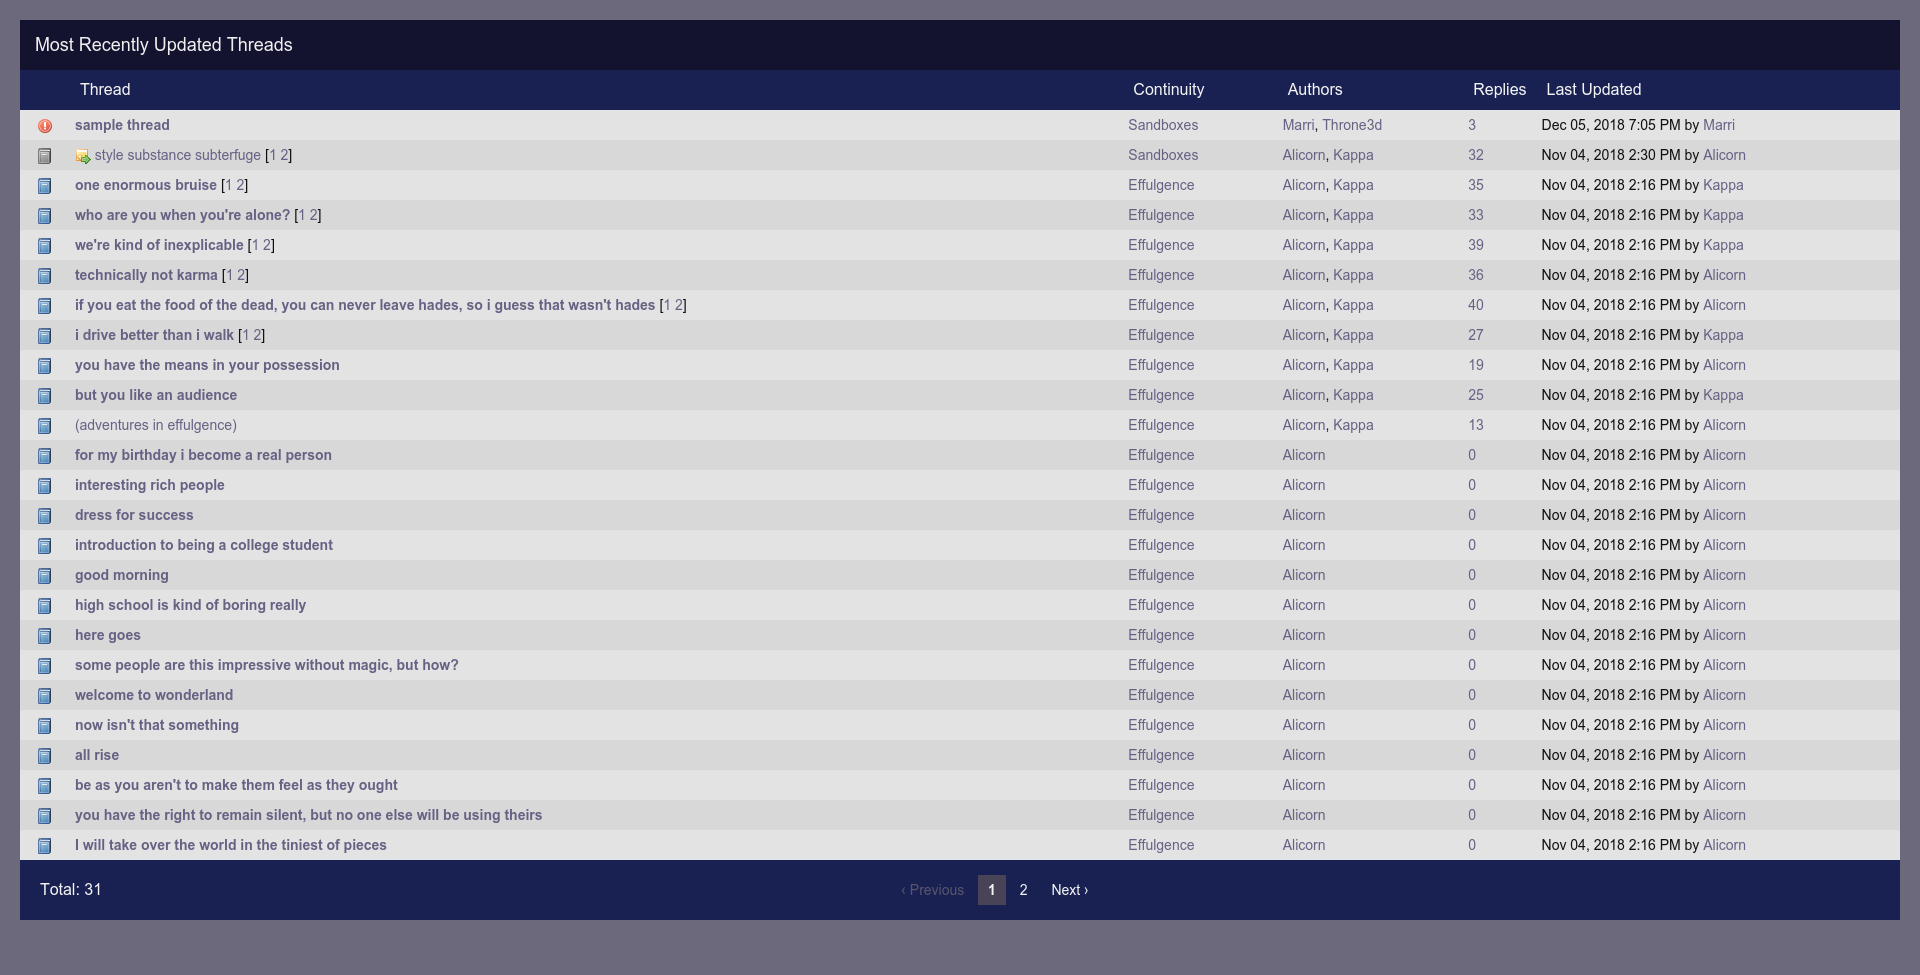 Most Recently Updated Threads
Thread Continuity Authors Replies Last Updated
sample thread Sandboxes Marri, Throne3d 3 Dec 05, 2018 7:05 PM by Marri
style substance subterfuge [1 2] Sandboxes Alicorn, Kappa 32 Nov 04, 2018 2:30 PM by Alicorn
one enormous bruise [1 2] Effulgence Alicorn, Kappa 35 Nov 04, 2018 2:16 PM by Kappa
who are you when you're alone? [1 2] Effulgence Alicorn, Kappa 33 Nov 04, 2018 2:16 PM by Kappa
we're kind of inexplicable [1 2] Effulgence Alicorn, Kappa 39 Nov 04, 2018 2:16 PM by Kappa
technically not karma [1 2] Effulgence Alicorn, Kappa 36 Nov 04, 2018 2:16 PM by Alicorn
if you eat the food of the dead, you can never leave hades, so i guess that wasn't hades [1 2] Effulgence Alicorn, Kappa 40 Nov 04, 2018 2:16 PM by Alicorn
i drive better than i walk [1 2] Effulgence Alicorn, Kappa 27 Nov 04, 2018 2:16 PM by Kappa
you have the means in your possession Effulgence Alicorn, Kappa 19 Nov 04, 2018 2:16 PM by Alicorn
but you like an audience Effulgence Alicorn, Kappa 25 Nov 04, 2018 2:16 PM by Kappa
(adventures in effulgence) Effulgence Alicorn, Kappa 13 Nov 04, 2018 2:16 PM by Alicorn
for my birthday i become a real person Effulgence Alicorn 0 Nov 04, 2018 2:16 PM by Alicorn
interesting rich people Effulgence Alicorn 0 Nov 04, 2018 2:16 PM by Alicorn
dress for success Effulgence Alicorn 0 Nov 04, 2018 2:16 PM by Alicorn
introduction to being a college student Effulgence Alicorn 0 Nov 04, 2018 2:16 PM by Alicorn
good morning Effulgence Alicorn 0 Nov 04, 2018 2:16 PM by Alicorn
high school is kind of boring really Effulgence Alicorn 0 Nov 04, 2018 2:16 PM by Alicorn
here goes Effulgence Alicorn 0 Nov 04, 2018 2:16 PM by Alicorn
some people are this impressive without magic, but how? Effulgence Alicorn 0 Nov 04, 2018 2:16 PM by Alicorn
welcome to wonderland Effulgence Alicorn 0 Nov 04, 2018 2:16 PM by Alicorn
now isn't that something Effulgence Alicorn 0 Nov 04, 2018 2:16 PM by Alicorn
all rise Effulgence Alicorn 0 Nov 04, 2018 2:16 PM by Alicorn
be as you aren't to make them feel as they ought Effulgence Alicorn 0 Nov 04, 2018 2:16 PM by Alicorn
you have the right to remain silent, but no one else will be using theirs Effulgence Alicorn 0 Nov 04, 2018 2:16 PM by Alicorn
I will take over the world in the tiniest of pieces Effulgence Alicorn 0 Nov 04, 2018 2:16 PM by Alicorn
Total: 31 ‹ Previous 1 2 Next ›